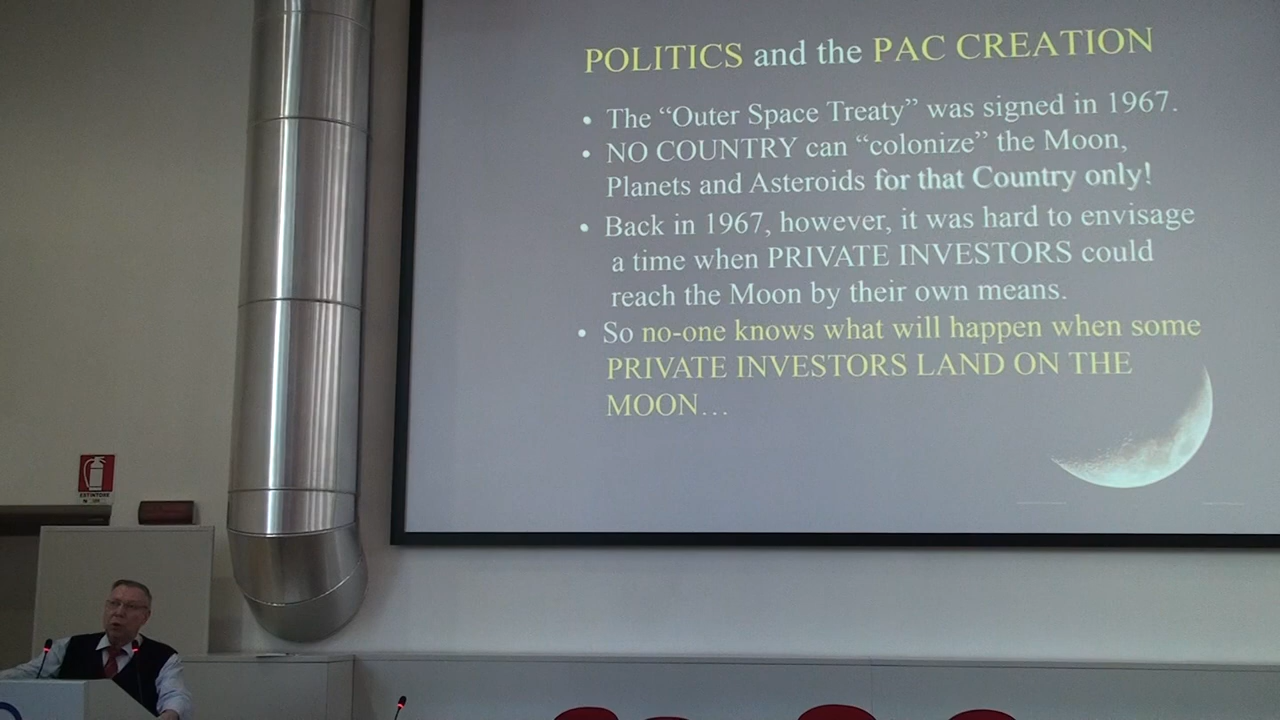 POLITICS and the PAC CREATION
• The “Outer Space Treaty” was signed in 1967.
• NO COUNTRY can “colonize” the Moon,
Planets and Asteroids for that Country only!
• Back in 1967, however, it was hard to envisage
a time when PRIVATE INVESTORS could
reach the Moon by their own means.
• So no-one knows what will happen when some
PRIVATE INVESTORS LAND ON THE
MOON…
ESTINTORE